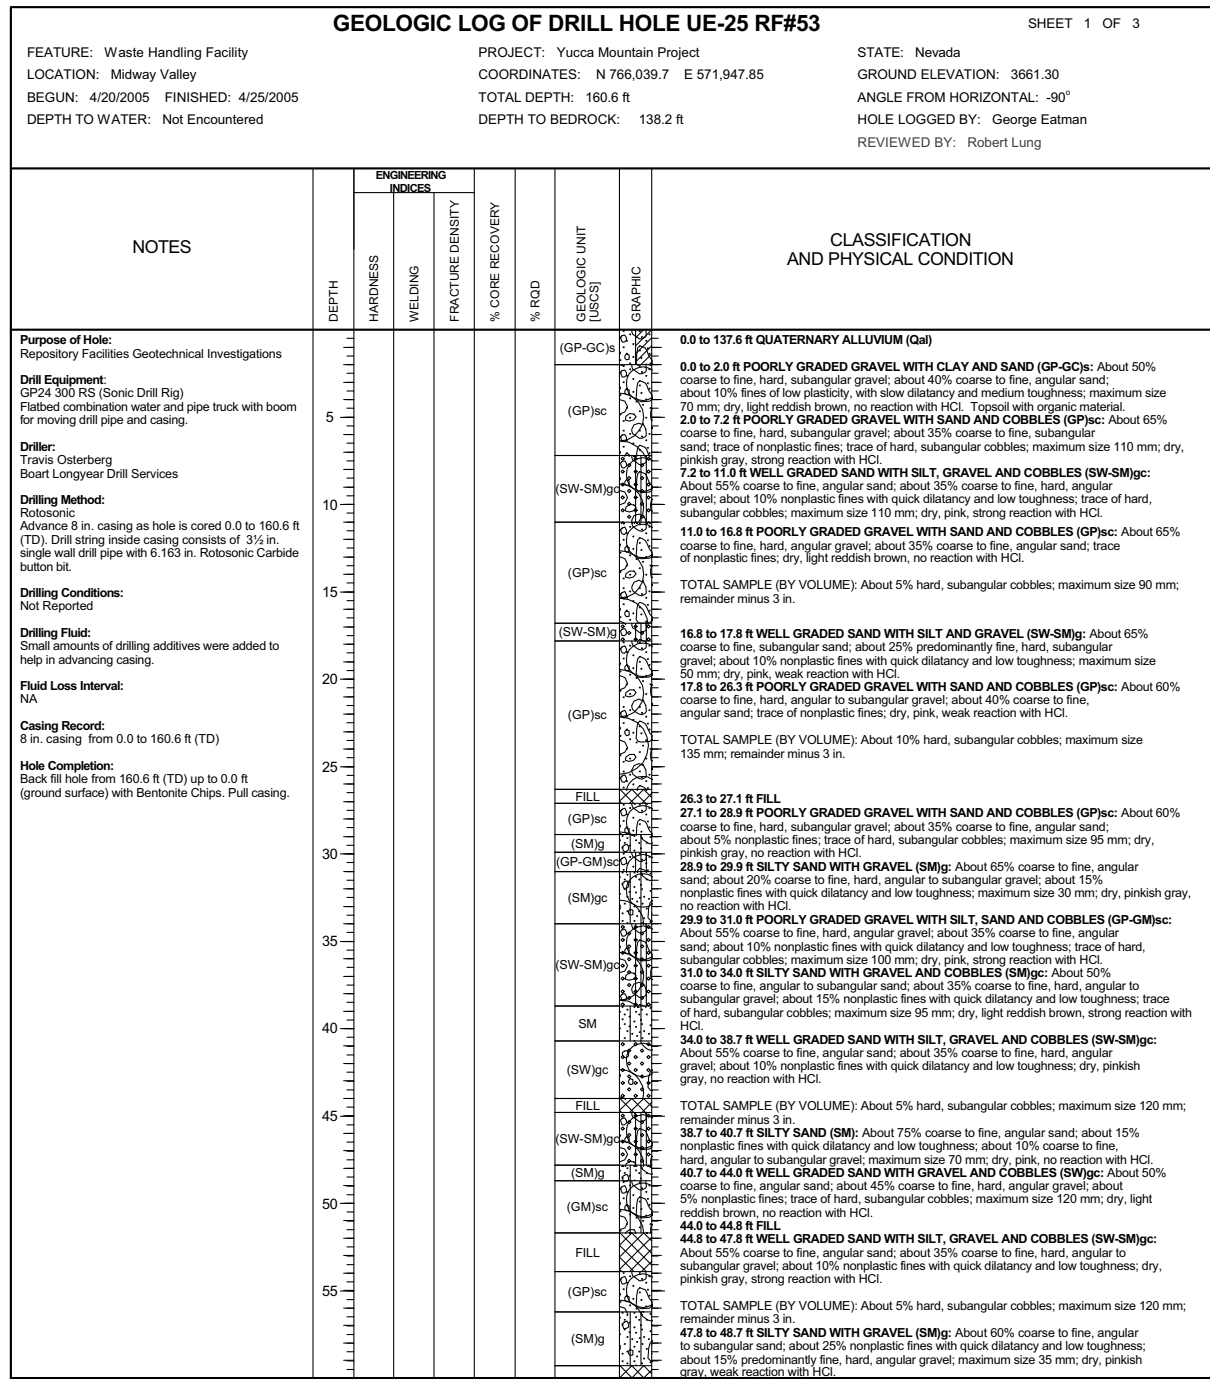 GEOLOGIC LOG OF DRILL HOLE UE-25 RF#53
SHEET 1 OF 3
FEATURE: Waste Handling Facility
PROJECT: Yucca Mountain Project
STATE: Nevada
LOCATION: Midway Valley
COORDINATES: N 766,039.7 E 571,947.85
GROUND ELEVATION: 3661.30
BEGUN: 4/20/2005 FINISHED: 4/25/2005
TOTAL DEPTH: 160.6 ft
ANGLE FROM HORIZONTAL: -90°
DEPTH TO WATER: Not Encountered
DEPTH TO BEDROCK: 138.2 ft
HOLE LOGGED BY: George Eatman
REVIEWED BY: Robert Lung
NOTES
DEPTH
ENGINEERING
INDICES
HARDNESS
WELDING
FRACTURE DENSITY
% CORE RECOVERY
% RQD
GEOLOGIC UNIT
[USCS]
GRAPHIC
CLASSIFICATION
AND PHYSICAL CONDITION
Purpose of Hole:
Repository Facilities Geotechnical Investigations
Drill Equipment:
GP24 300 RS (Sonic Drill Rig)
Flatbed combination water and pipe truck with boom
for moving drill pipe and casing.
Driller:
Travis Osterberg
Boart Longyear Drill Services
Drilling Method:
Rotosonic
Advance 8 in. casing as hole is cored 0.0 to 160.6 ft
(TD). Drill string inside casing consists of 3½ in.
single wall drill pipe with 6.163 in. Rotosonic Carbide
button bit.
Drilling Conditions:
Not Reported
Drilling Fluid:
Small amounts of drilling additives were added to
help in advancing casing.
Fluid Loss Interval:
NA
Casing Record:
8 in. casing from 0.0 to 160.6 ft (TD)
Hole Completion:
Back fill hole from 160.6 ft (TD) up to 0.0 ft
(ground surface) with Bentonite Chips. Pull casing.
5
10
15
20
25
30
35
40
45
50
55
(GP-GC)s
(GP)sc
(SW-SM)gc
(GP)sc
(SW-SM)g
(GP)sc
FILL
(GP)sc
(SM)g
(GP-GM)sc
(SM)gc
(SW-SM)gc
SM
(SW)gc
FILL
(SW-SM)gc
(SM)g
(GM)sc
FILL
(GP)sc
(SM)g
0.0 to 137.6 ft QUATERNARY ALLUVIUM (Qal)
0.0 to 2.0 ft POORLY GRADED GRAVEL WITH CLAY AND SAND (GP-GC)s: About 50%
coarse to fine, hard, subangular gravel; about 40% coarse to fine, angular sand;
about 10% fines of low plasticity, with slow dilatancy and medium toughness; maximum size
70 mm; dry, light reddish brown, no reaction with HCl. Topsoil with organic material.
2.0 to 7.2 ft POORLY GRADED GRAVEL WITH SAND AND COBBLES (GP)sc: About 65%
coarse to fine, hard, subangular gravel; about 35% coarse to fine, subangular
sand; trace of nonplastic fines; trace of hard, subangular cobbles; maximum size 110 mm; dry,
pinkish gray, strong reaction with HCl.
7.2 to 11.0 ft WELL GRADED SAND WITH SILT, GRAVEL AND COBBLES (SW-SM)gc:
About 55% coarse to fine, angular sand; about 35% coarse to fine, hard, angular
gravel; about 10% nonplastic fines with quick dilatancy and low toughness; trace of hard,
subangular cobbles; maximum size 110 mm; dry, pink, strong reaction with HCl.
11.0 to 16.8 ft POORLY GRADED GRAVEL WITH SAND AND COBBLES (GP)sc: About 65%
coarse to fine, hard, angular gravel; about 35% coarse to fine, angular sand; trace
of nonplastic fines; dry, light reddish brown, no reaction with HCl.
TOTAL SAMPLE (BY VOLUME): About 5% hard, subangular cobbles; maximum size 90 mm;
remainder minus 3 in.
16.8 to 17.8 ft WELL GRADED SAND WITH SILT AND GRAVEL (SW-SM)g: About 65%
coarse to fine, subangular sand; about 25% predominantly fine, hard, subangular
gravel; about 10% nonplastic fines with quick dilatancy and low toughness; maximum size
50 mm; dry, pink, weak reaction with HCl.
17.8 to 26.3 ft POORLY GRADED GRAVEL WITH SAND AND COBBLES (GP)sc: About 60%
coarse to fine, hard, angular to subangular gravel; about 40% coarse to fine,
angular sand; trace of nonplastic fines; dry, pink, weak reaction with HCl.
TOTAL SAMPLE (BY VOLUME): About 10% hard, subangular cobbles; maximum size
135 mm; remainder minus 3 in.
26.3 to 27.1 ft FILL
27.1 to 28.9 ft POORLY GRADED GRAVEL WITH SAND AND COBBLES (GP)sc: About 60%
coarse to fine, hard, subangular gravel; about 35% coarse to fine, angular sand;
about 5% nonplastic fines; trace of hard, subangular cobbles; maximum size 95 mm; dry,
pinkish gray, no reaction with HCl.
28.9 to 29.9 ft SILTY SAND WITH GRAVEL (SM)g: About 65% coarse to fine, angular
sand; about 20% coarse to fine, hard, angular to subangular gravel; about 15%
nonplastic fines with quick dilatancy and low toughness; maximum size 30 mm; dry, pinkish gray,
no reaction with HCl.
29.9 to 31.0 ft POORLY GRADED GRAVEL WITH SILT, SAND AND COBBLES (GP-GM)sc:
About 55% coarse to fine, hard, angular gravel; about 35% coarse to fine, angular
sand; about 10% nonplastic fines with quick dilatancy and low toughness; trace of hard,
subangular cobbles; maximum size 100 mm; dry, pink, strong reaction with HCl.
31.0 to 34.0 ft SILTY SAND WITH GRAVEL AND COBBLES (SM)gc: About 50%
coarse to fine, angular to subangular sand; about 35% coarse to fine, hard, angular to
subangular gravel; about 15% nonplastic fines with quick dilatancy and low toughness; trace
of hard, subangular cobbles; maximum size 95 mm; dry, light reddish brown, strong reaction with
HCl.
34.0 to 38.7 ft WELL GRADED SAND WITH SILT, GRAVEL AND COBBLES (SW-SM)gc:
About 55% coarse to fine, angular sand; about 35% coarse to fine, hard, angular
gravel; about 10% nonplastic fines with quick dilatancy and low toughness; dry, pinkish
gray, no reaction with HCl.
TOTAL SAMPLE (BY VOLUME): About 5% hard, subangular cobbles; maximum size 120 mm;
remainder minus 3 in.
38.7 to 40.7 ft SILTY SAND (SM): About 75% coarse to fine, angular sand; about 15%
nonplastic fines with quick dilatancy and low toughness; about 10% coarse to fine,
hard, angular to subangular gravel; maximum size 70 mm; dry, pink, no reaction with HCl.
40.7 to 44.0 ft WELL GRADED SAND WITH GRAVEL AND COBBLES (SW)gc: About 50%
coarse to fine, angular sand; about 45% coarse to fine, hard, angular gravel; about
5% nonplastic fines; trace of hard, subangular cobbles; maximum size 120 mm; dry, light
reddish brown, no reaction with HCl.
44.0 to 44.8 ft FILL
44.8 to 47.8 ft WELL GRADED SAND WITH SILT, GRAVEL AND COBBLES (SW-SM)gc:
About 55% coarse to fine, angular sand; about 35% coarse to fine, hard, angular to
subangular gravel; about 10% nonplastic fines with quick dilatancy and low toughness; dry,
pinkish gray, strong reaction with HCl.
TOTAL SAMPLE (BY VOLUME): About 5% hard, subangular cobbles; maximum size 120 mm;
remainder minus 3 in.
47.8 to 48.7 ft SILTY SAND WITH GRAVEL (SM)g: About 60% coarse to fine, angular
to subangular sand; about 25% nonplastic fines with quick dilatancy and low toughness;
about 15% predominantly fine, hard, angular gravel; maximum size 35 mm; dry, pinkish
gray, weak reaction with HCl.